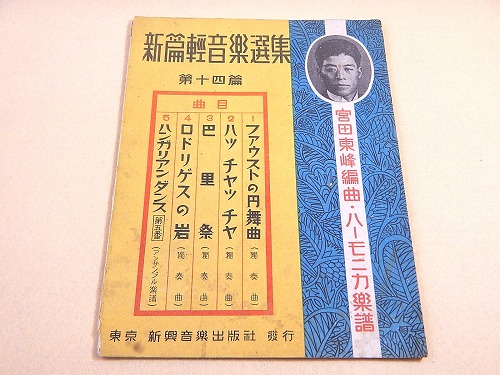 新篇輕音樂選集
第十四篇
曲目
1 ファウストの円舞曲(獨奏曲)
2 ハッチャッチャ(獨奏曲)
3 巴里祭(獨奏曲)
4 ロドリゲスの岩(獨奏曲)
5 ハンガリアンダンス第五番(アンサンブル樂譜)
宮田東峰編曲・ハーモニカ樂譜
東京 新興音樂出版社 發行